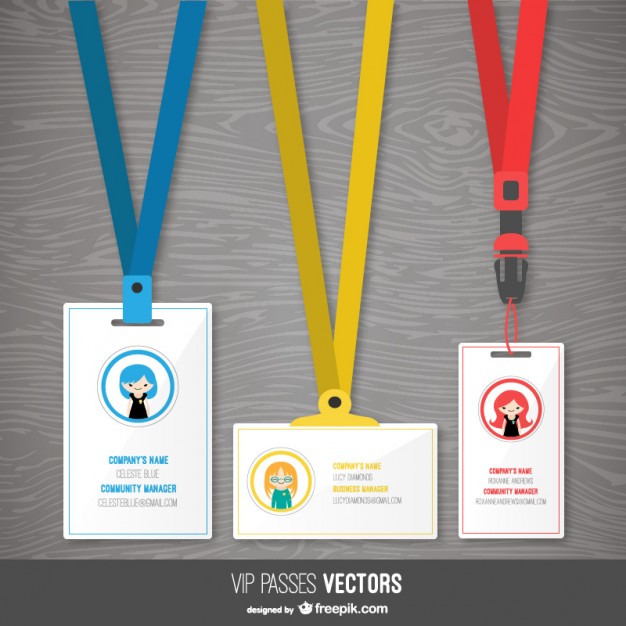 COMPANY'S NAME
CELESTE BLUE
COMMUNITY MANAGER
CELESTEBLUE@GMAIL.COM
COMPANY'S NAME
LUCY DIAMONDS
BUSINESS MANAGER
LUCYDIAMONDS@GMAIL.COM
COMPANY'S NAME
ROXANNE ANDREWS
COMMUNITY MANAGER
ROXANNEANDREWS@GMAIL.COM
VIP PASSES VECTORS
designed by freepik.com